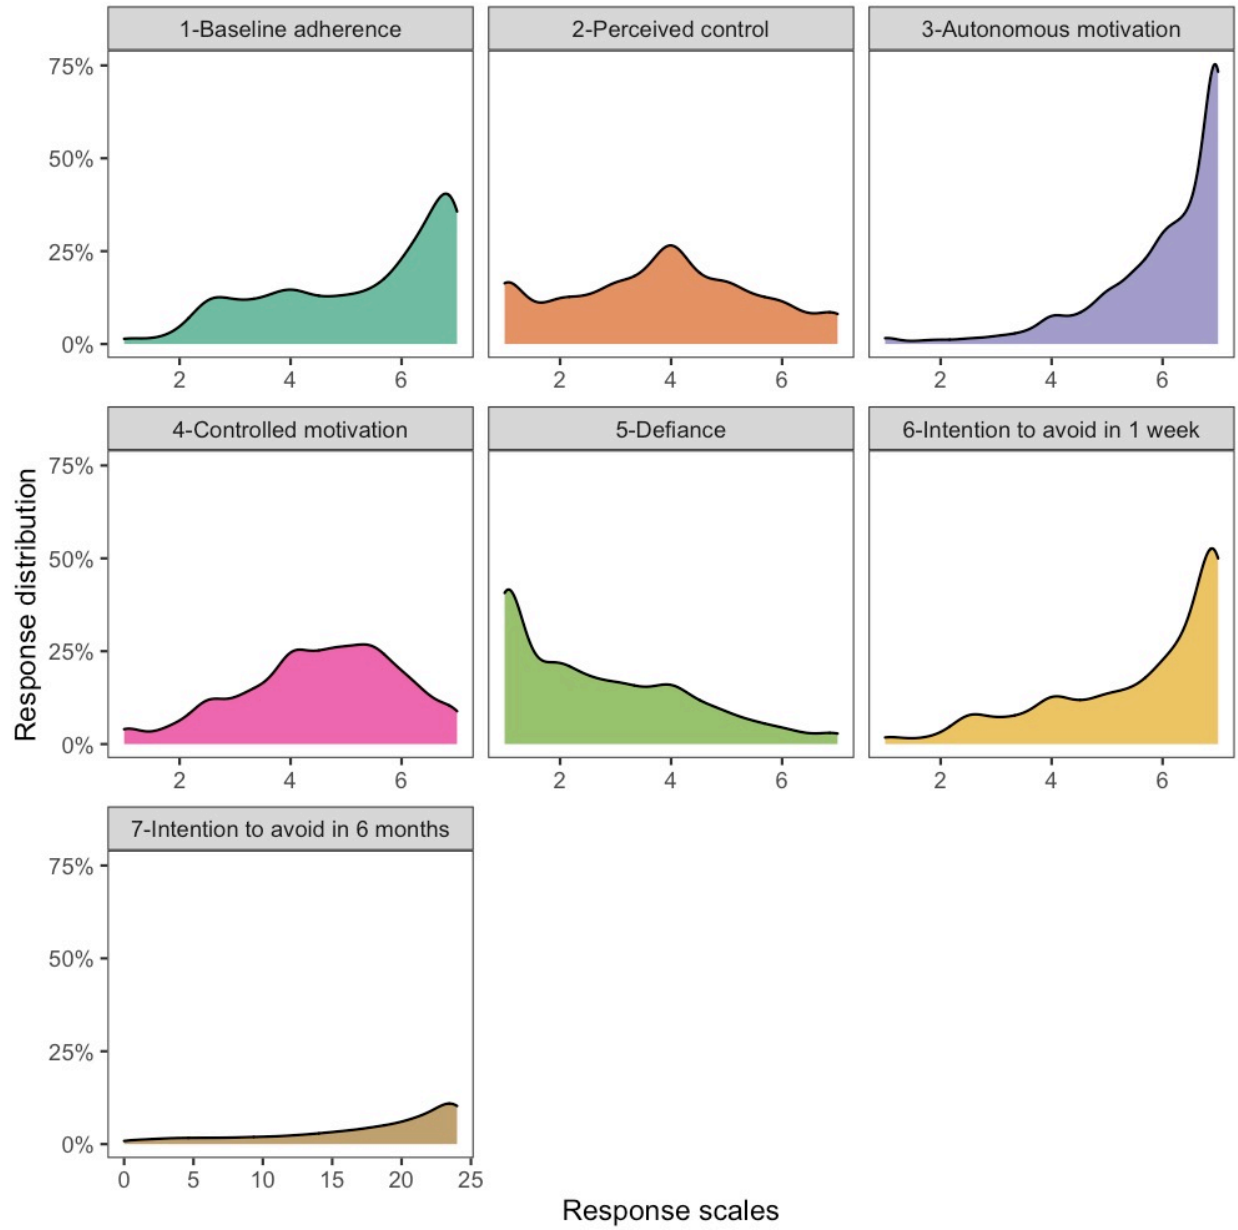 1-Baseline adherence
2-Perceived control
3-Autonomous motivation
75%
50%
25%
0%
2 4 6
2 4 6
2 4 6
4-Controlled motivation
5-Defiance
6-Intention to avoid in 1 week
Response distribution
75%
50%
25%
0%
2 4 6
2 4 6
2 4 6
7-Intention to avoid in 6 months
75%
50%
25%
0%
0 5 10 15 20 25
Response scales